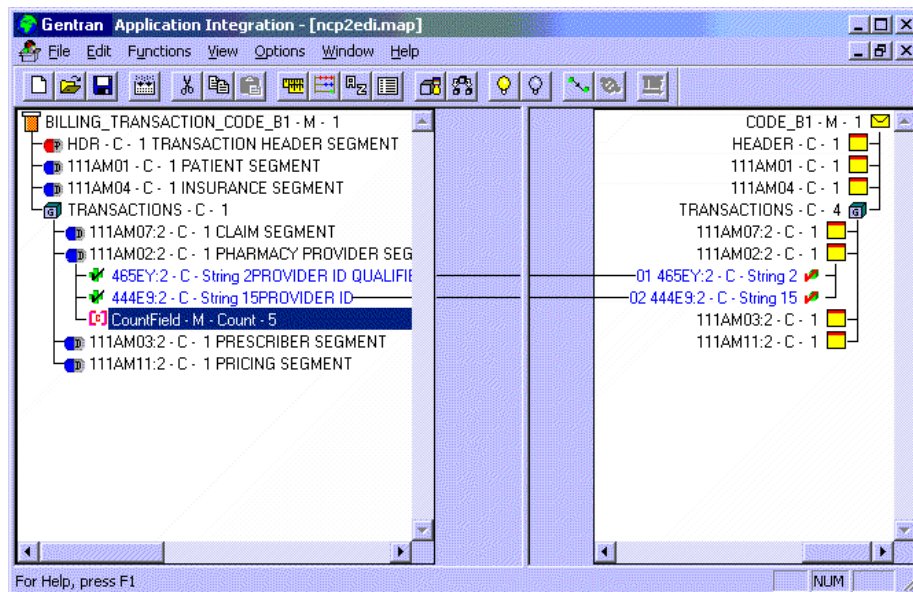 Gentran Application Integration - [ncp2edi.map]
File Edit Functions View Options Window Help
BILLING_TRANSACTION_CODE_B1 - M - 1
HDR - C - 1 TRANSACTION HEADER SEGMENT
111AM01 - C - 1 PATIENT SEGMENT
111AM04 - C - 1 INSURANCE SEGMENT
TRANSACTIONS - C - 1
111AM07:2 - C - 1 CLAIM SEGMENT
111AM02:2 - C - 1 PHARMACY PROVIDER SEG
465EY:2 - C - String 2PROVIDER ID QUALIFIE
444E9:2 - C - String 15PROVIDER ID
CountField - M - Count - 5
111AM03:2 - C - 1 PRESCRIBER SEGMENT
111AM11:2 - C - 1 PRICING SEGMENT
CODE_B1 - M - 1
HEADER - C - 1
111AM01 - C - 1
111AM04 - C - 1
TRANSACTIONS - C - 4
111AM07:2 - C - 1
111AM02:2 - C - 1
01 465EY:2 - C - String 2
02 444E9:2 - C - String 15
111AM03:2 - C - 1
111AM11:2 - C - 1
For Help, press F1
NUM